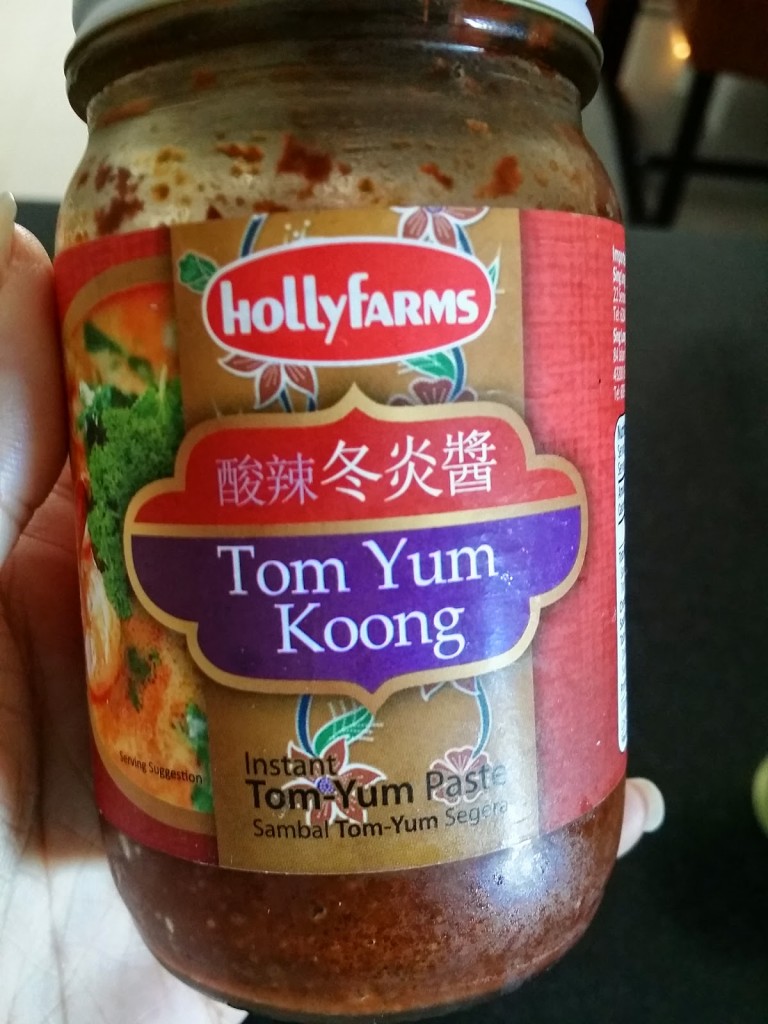 hollyFARMS
酸辣冬炎醬
Tom Yum
Koong
Serving Suggestion
Instant
Tom-Yum Paste
Sambal Tom-Yum Segera